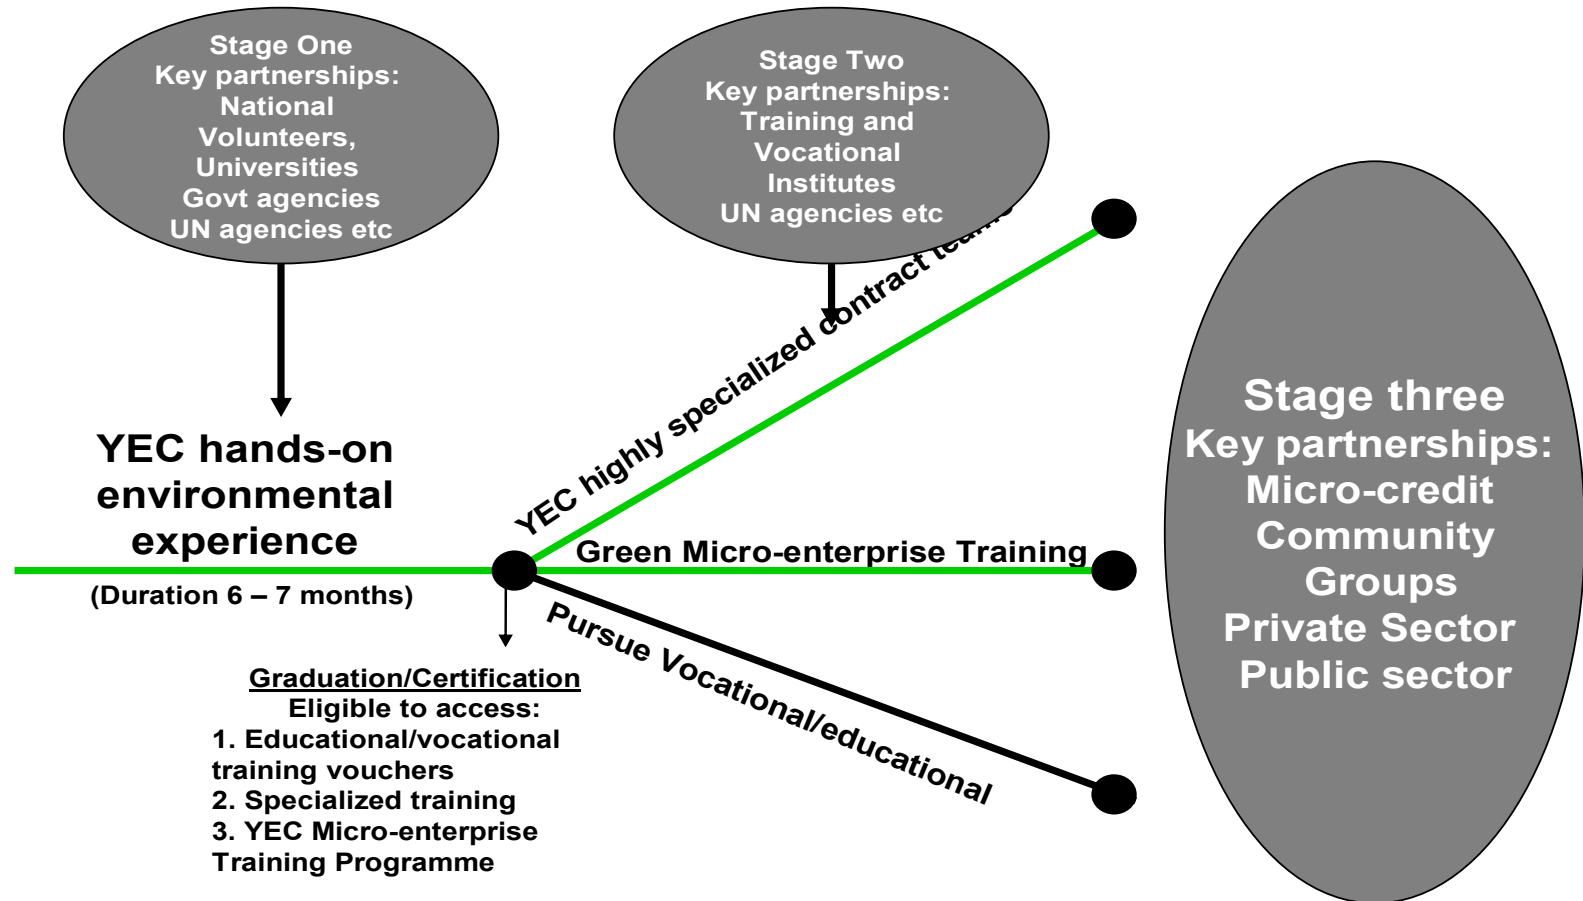 Stage One
Key partnerships:
National
Volunteers,
Universities
Govt agencies
UN agencies etc
Stage Two
Key partnerships:
Training and
Vocational
Institutes
UN agencies etc
Stage three
Key partnerships:
Micro-credit
Community
Groups
Private Sector
Public sector
YEC hands-on
environmental
experience
(Duration 6 – 7 months)
YEC highly specialized contract teams
Green Micro-enterprise Training
Pursue Vocational/educational
Graduation/Certification
Eligible to access:
1. Educational/vocational
training vouchers
2. Specialized training
3. YEC Micro-enterprise
Training Programme